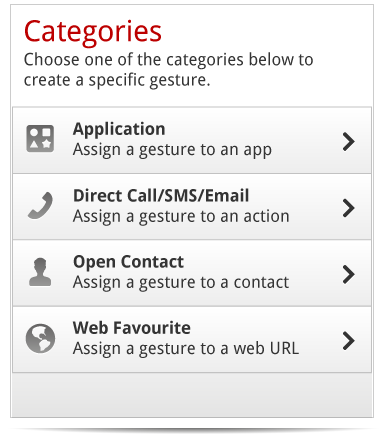 Categories
Choose one of the categories below to
create a specific gesture.
Application
Assign a gesture to an app
Direct Call/SMS/Email
Assign a gesture to an action
Open Contact
Assign a gesture to a contact
Web Favourite
Assign a gesture to a web URL